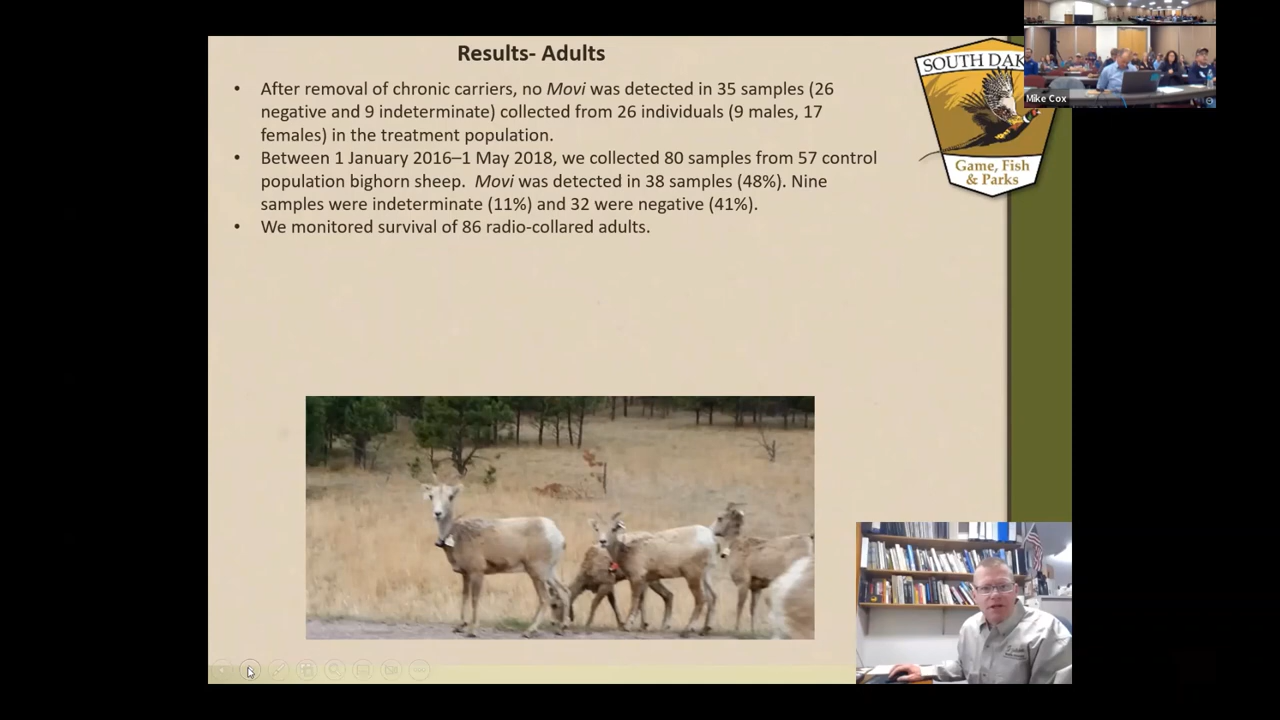 Results- Adults
• After removal of chronic carriers, no Movi was detected in 35 samples (26
negative and 9 indeterminate) collected from 26 individuals (9 males, 17
females) in the treatment population.
• Between 1 January 2016–1 May 2018, we collected 80 samples from 57 control
population bighorn sheep. Movi was detected in 38 samples (48%). Nine
samples were indeterminate (11%) and 32 were negative (41%).
• We monitored survival of 86 radio-collared adults.
SOUTH DAK
Game, Fish
& Parks
Mike Cox